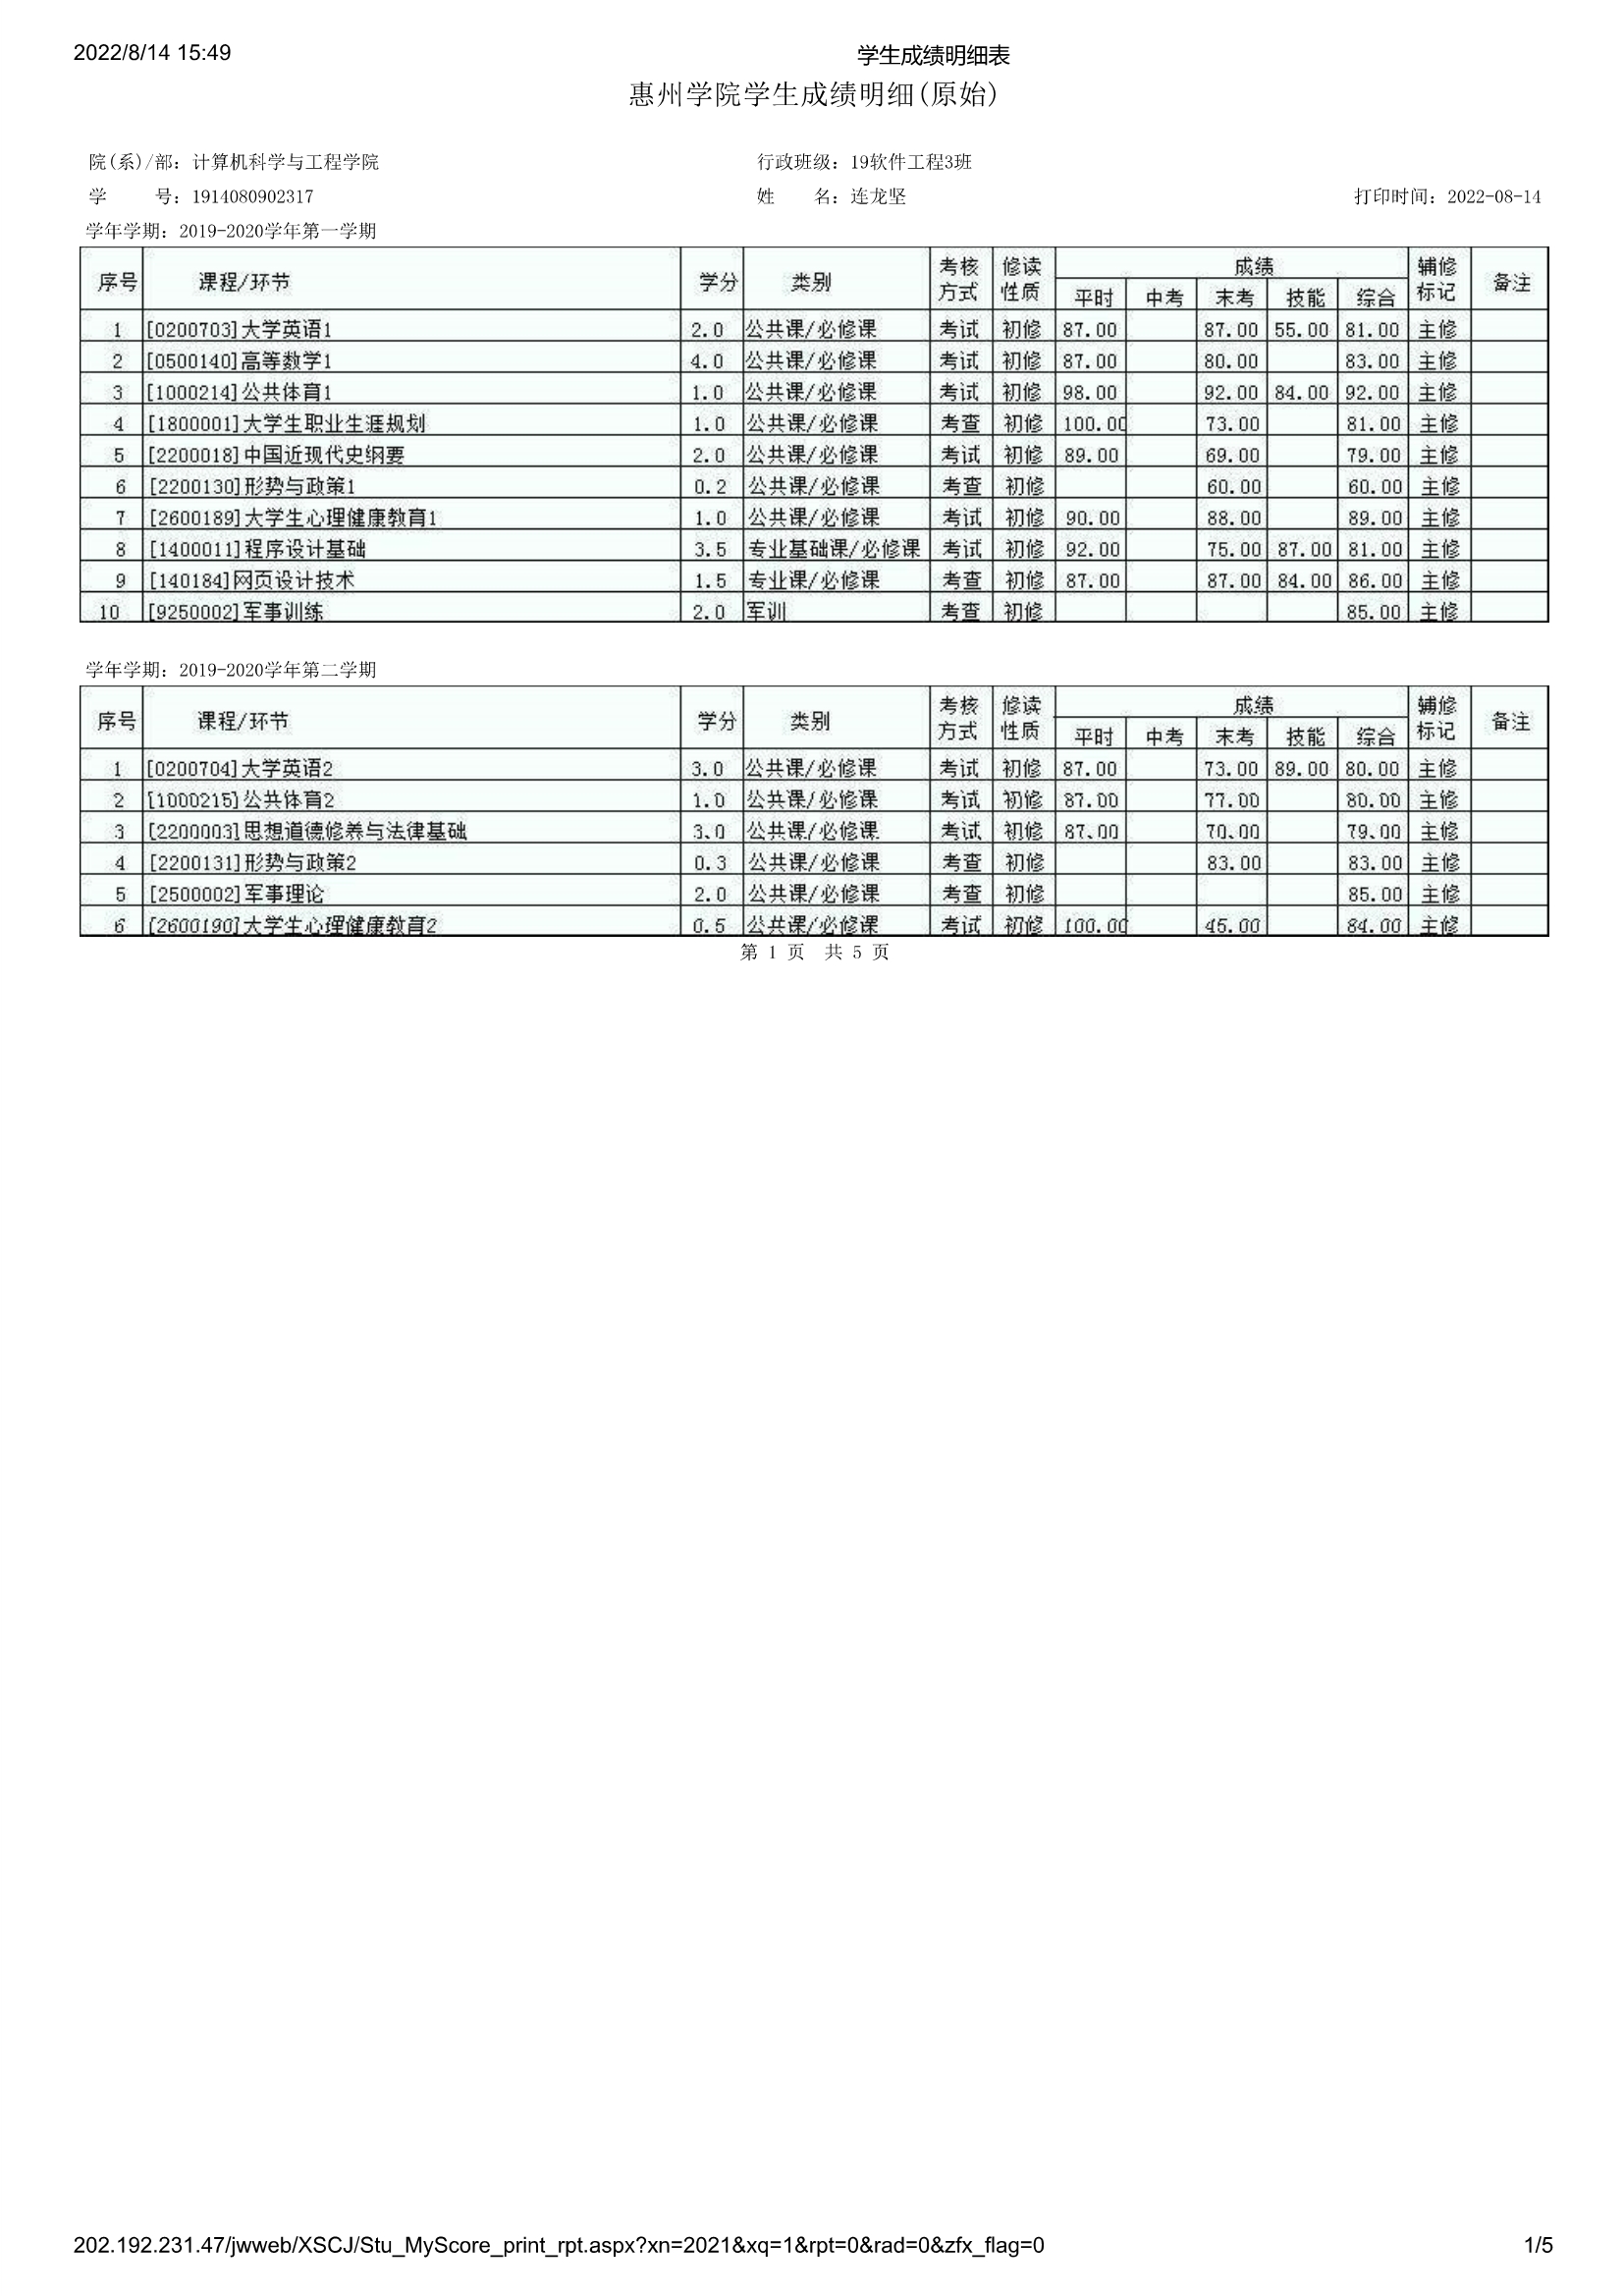 2022/8/14 15:49 学生成绩明细表
惠州学院学生成绩明细(原始)
院(系)/部：计算机科学与工程学院 行政班级：19软件工程3班
学 号：1914080902317 姓 名：连龙坚 打印时间：2022-08-14
学年学期：2019-2020学年第一学期
序号 课程/环节 学分 类别 考核方式 修读性质 成绩 辅修标记 备注
平时 中考 末考 技能 综合
1 [0200703]大学英语1 2.0 公共课/必修课 考试 初修 87.00 87.00 55.00 81.00 主修
2 [0500140]高等数学1 4.0 公共课/必修课 考试 初修 87.00 80.00 83.00 主修
3 [1000214]公共体育1 1.0 公共课/必修课 考试 初修 98.00 92.00 84.00 92.00 主修
4 [1800001]大学生职业生涯规划 1.0 公共课/必修课 考查 初修 100.00 73.00 81.00 主修
5 [2200018]中国近现代史纲要 2.0 公共课/必修课 考试 初修 89.00 69.00 79.00 主修
6 [2200130]形势与政策1 0.2 公共课/必修课 考查 初修 60.00 60.00 主修
7 [2600189]大学生心理健康教育1 1.0 公共课/必修课 考试 初修 90.00 88.00 89.00 主修
8 [1400011]程序设计基础 3.5 专业基础课/必修课 考试 初修 92.00 75.00 87.00 81.00 主修
9 [140184]网页设计技术 1.5 专业课/必修课 考查 初修 87.00 87.00 84.00 86.00 主修
10 [9250002]军事训练 2.0 军训 考查 初修 85.00 主修
学年学期：2019-2020学年第二学期
序号 课程/环节 学分 类别 考核方式 修读性质 成绩 辅修标记 备注
平时 中考 末考 技能 综合
1 [0200704]大学英语2 3.0 公共课/必修课 考试 初修 87.00 73.00 89.00 80.00 主修
2 [1000215]公共体育2 1.0 公共课/必修课 考试 初修 87.00 77.00 80.00 主修
3 [2200003]思想道德修养与法律基础 3.0 公共课/必修课 考试 初修 87.00 70.00 79.00 主修
4 [2200131]形势与政策2 0.3 公共课/必修课 考查 初修 83.00 83.00 主修
5 [2500002]军事理论 2.0 公共课/必修课 考查 初修 85.00 主修
6 [2600190]大学生心理健康教育2 0.5 公共课/必修课 考试 初修 100.00 45.00 84.00 主修
第 1 页 共 5 页
202.192.231.47/jwweb/XSCJ/Stu_MyScore_print_rpt.aspx?xn=2021&xq=1&rpt=0&rad=0&zfx_flag=0 1/5